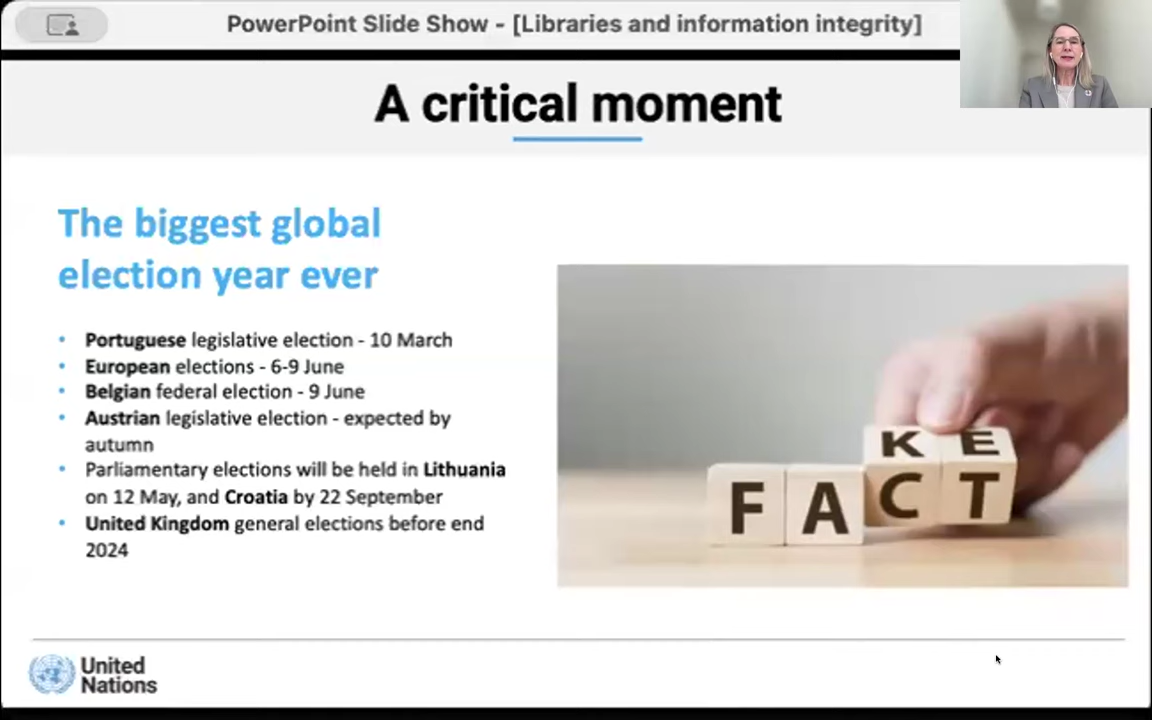 PowerPoint Slide Show - [Libraries and information integrity]
A critical moment
The biggest global
election year ever
• Portuguese legislative election - 10 March
• European elections - 6-9 June
• Belgian federal election - 9 June
• Austrian legislative election - expected by
autumn
• Parliamentary elections will be held in Lithuania
on 12 May, and Croatia by 22 September
• United Kingdom general elections before end
2024
K E
F A C T
United
Nations